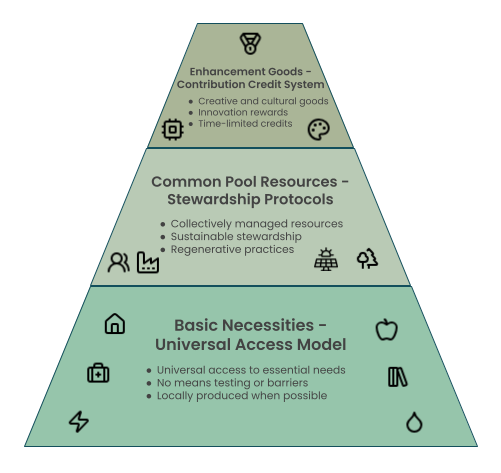 Enhancement Goods -
Contribution Credit System
● Creative and cultural goods
● Innovation rewards
● Time-limited credits
Common Pool Resources -
Stewardship Protocols
● Collectively managed resources
● Sustainable stewardship
● Regenerative practices
Basic Necessities -
Universal Access Model
● Universal access to essential needs
● No means testing or barriers
● Locally produced when possible